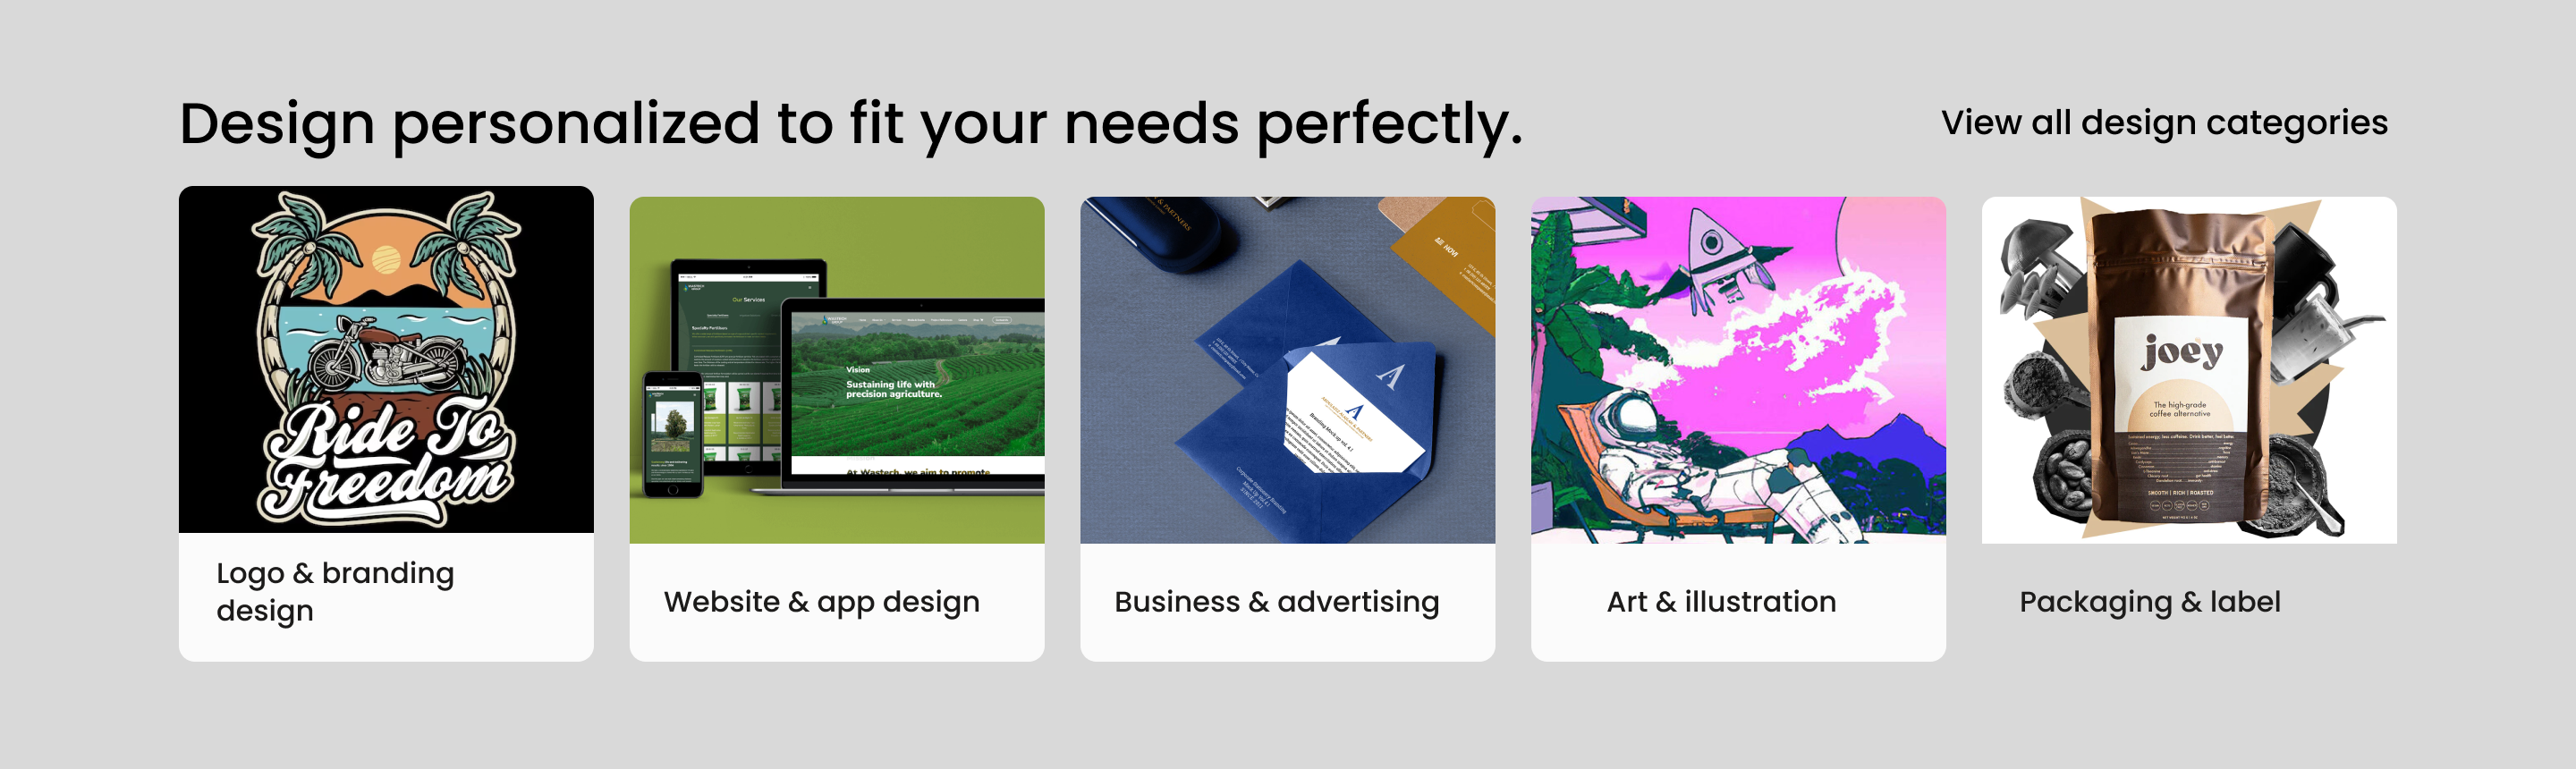 Design personalized to fit your needs perfectly.
View all design categories
Ride To
Freedom
Our Services
Vision
Sustaining life with
precision agriculture.
At Wastech, we aim to promote
& PARTNERS
A
A
joey
The high-grade
coffee alternative
SMOOTH | RICH | ROASTED
Logo & branding
design
Website & app design
Business & advertising
Art & illustration
Packaging & label